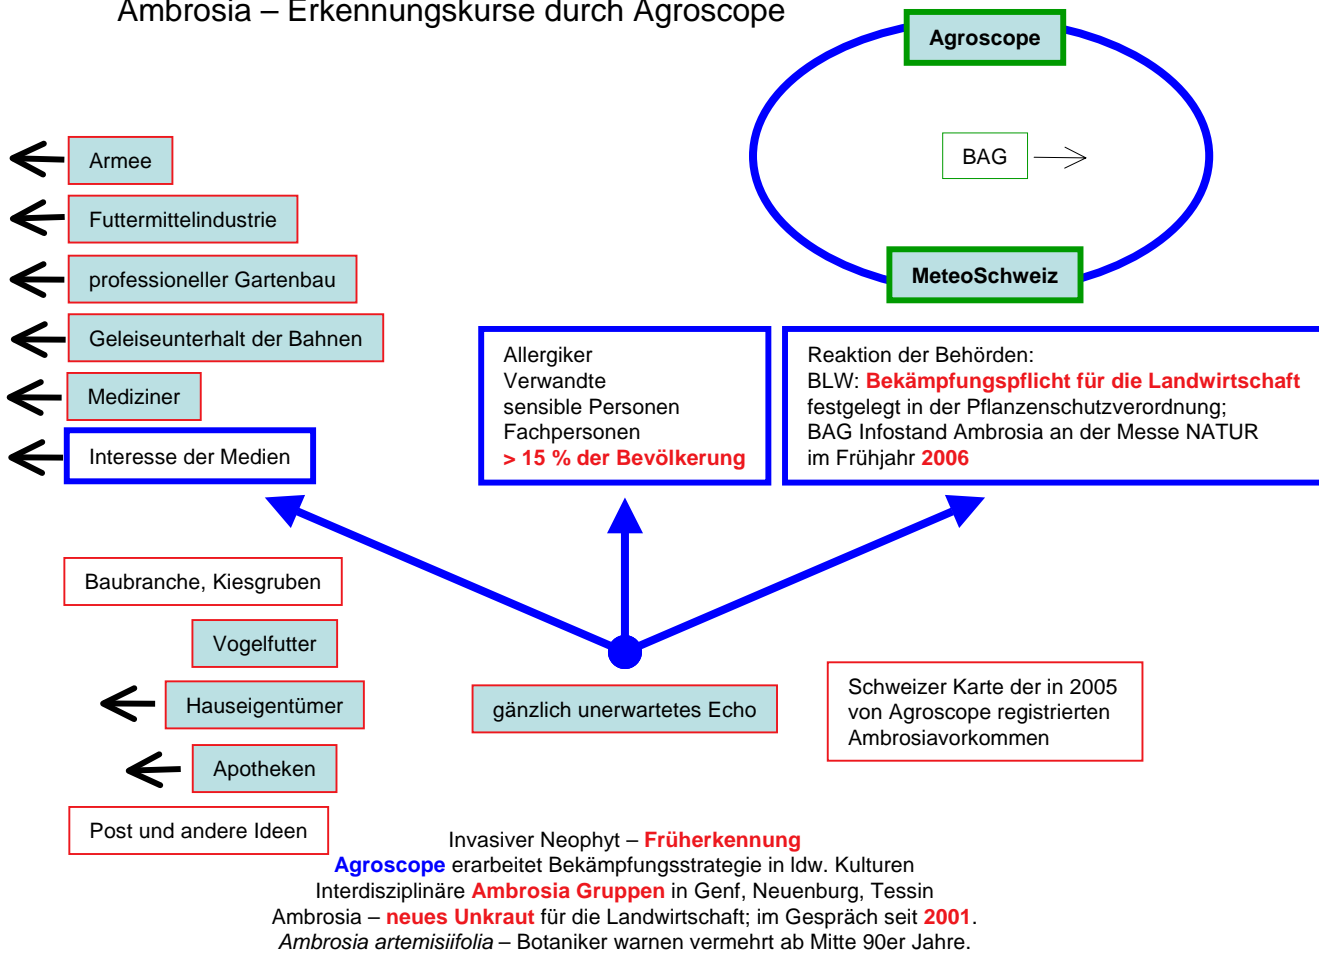 Ambrosia – Erkennungskurse durch Agroscope
Agroscope
BAG
MeteoSchweiz
Armee
Futtermittelindustrie
professioneller Gartenbau
Geleiseunterhalt der Bahnen
Mediziner
Interesse der Medien
Allergiker
Verwandte
sensible Personen
Fachpersonen
> 15 % der Bevölkerung
Reaktion der Behörden:
BLW: Bekämpfungspflicht für die Landwirtschaft
festgelegt in der Pflanzenschutzverordnung;
BAG Infostand Ambrosia an der Messe NATUR
im Frühjahr 2006
Baubranche, Kiesgruben
Vogelfutter
Hauseigentümer
Apotheken
Post und andere Ideen
gänzlich unerwartetes Echo
Schweizer Karte der in 2005
von Agroscope registrierten
Ambrosiavorkommen
Invasiver Neophyt – Früherkennung
Agroscope erarbeitet Bekämpfungsstrategie in ldw. Kulturen
Interdisziplinäre Ambrosia Gruppen in Genf, Neuenburg, Tessin
Ambrosia – neues Unkraut für die Landwirtschaft; im Gespräch seit 2001.
Ambrosia artemisiifolia – Botaniker warnen vermehrt ab Mitte 90er Jahre.